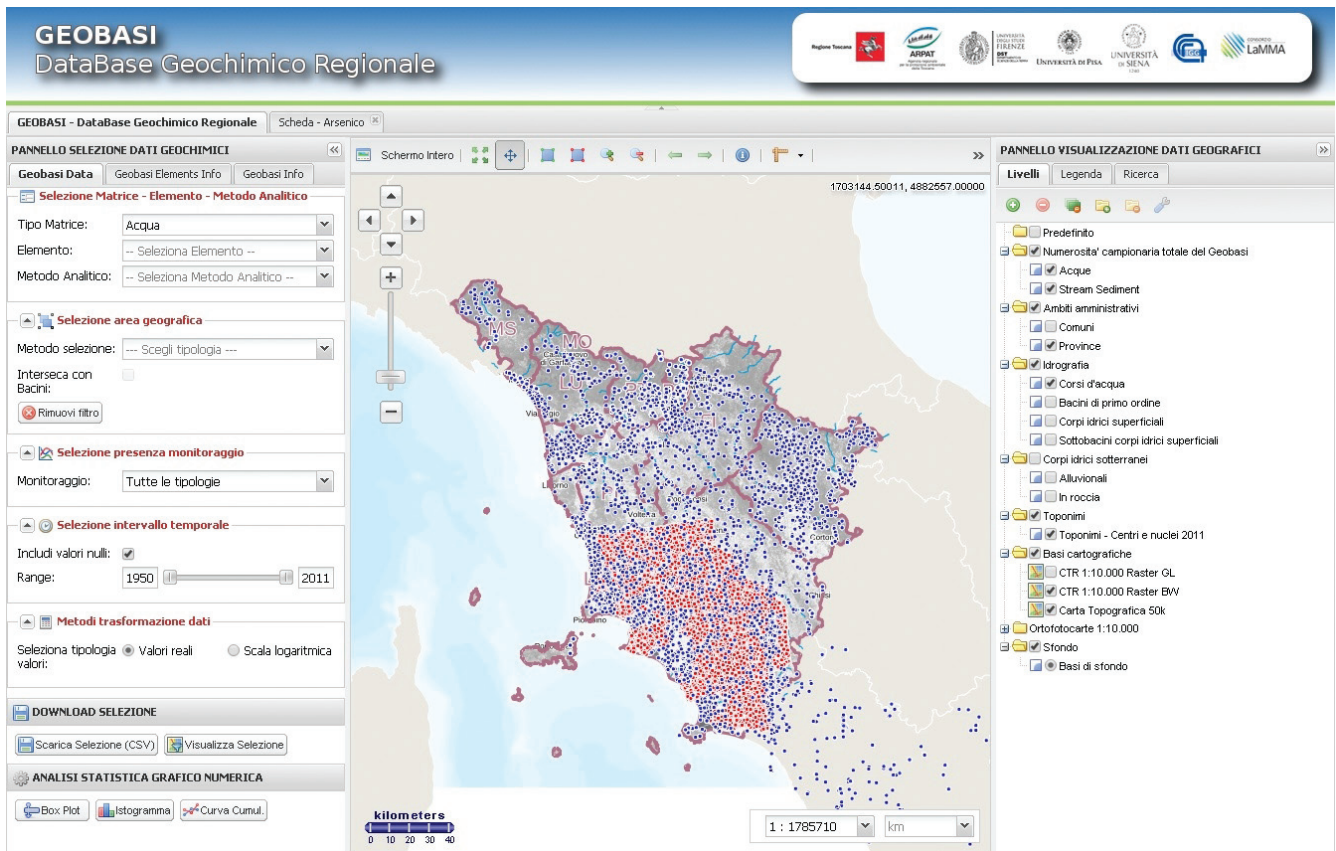 GEOBASI
DataBase Geochimico Regionale
Regione Toscana
ARPAT
UNIVERSITÀ
DEGLI STUDI
FIRENZE
UNIVERSITÀ DI PISA
UNIVERSITÀ
DI SIENA
1240
IGG
CONSORZIO
LaMMA
GEOBASI - DataBase Geochimico Regionale
Scheda - Arsenico
PANNELLO SELEZIONE DATI GEOCHIMICI
Geobasi Data
Geobasi Elements Info
Geobasi Info
Selezione Matrice - Elemento - Metodo Analitico
Tipo Matrice: Acqua
Elemento: -- Seleziona Elemento --
Metodo Analitico: -- Seleziona Metodo Analitico --
Selezione area geografica
Metodo selezione: --- Scegli tipologia ---
Interseca con
Bacini:
Rimuovi filtro
Selezione presenza monitoraggio
Monitoraggio: Tutte le tipologie
Selezione intervallo temporale
Includi valori nulli:
Range: 1950 2011
Metodi trasformazione dati
Seleziona tipologia
valori:
Valori reali
Scala logaritmica
DOWNLOAD SELEZIONE
Scarica Selezione (CSV)
Visualizza Selezione
ANALISI STATISTICA GRAFICO NUMERICA
Box Plot
Istogramma
Curva Cumul.
Schermo Intero
1703144.50011, 4882557.00000
MS
MO
LU
Volterra
kilometers
0 10 20 30 40
1 : 1785710
km
PANNELLO VISUALIZZAZIONE DATI GEOGRAFICI
Livelli
Legenda
Ricerca
Predefinito
Numerosita' campionaria totale del Geobasi
Acque
Stream Sediment
Ambiti amministrativi
Comuni
Province
Idrografia
Corsi d'acqua
Bacini di primo ordine
Corpi idrici superficiali
Sottobacini corpi idrici superficiali
Corpi idrici sotterranei
Alluvionali
In roccia
Toponimi
Toponimi - Centri e nuclei 2011
Basi cartografiche
CTR 1:10.000 Raster GL
CTR 1:10.000 Raster BW
Carta Topografica 50k
Ortofotocarte 1:10.000
Sfondo
Basi di sfondo